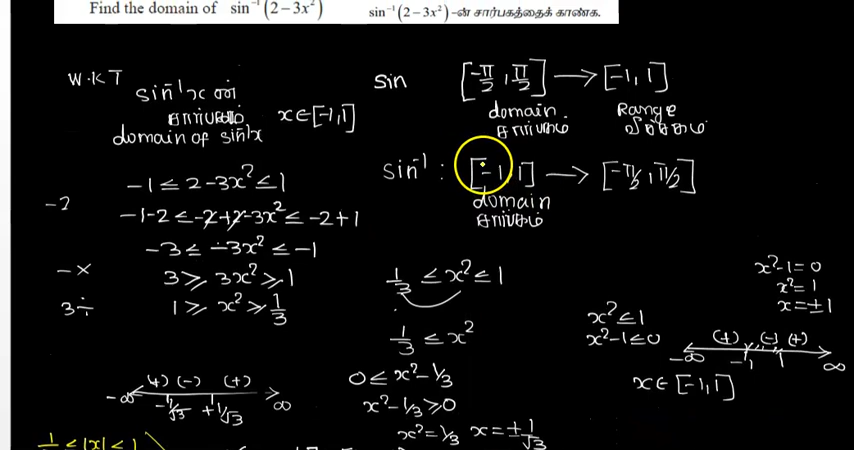 Find the domain of sin⁻¹(2−3x²)
sin⁻¹(2−3x²)-ன் சார்பகத்தைக் காண்க.
W.K.T
sin⁻¹x ன்
சார்பகம்
domain of sin⁻¹x
x∈[-1,1]
sin [-π/2, π/2] → [-1, 1]
domain Range
சார்பகம் வீச்சகம்
sin⁻¹ : [-1, 1] → [-π/2, π/2]
domain
சார்பகம்
-1 ≤ 2-3x² ≤ 1
-2
-1-2 ≤ -2+2-3x² ≤ -2+1
-3 ≤ -3x² ≤ -1
-× 3 ≥ 3x² ≥ 1
3÷ 1 ≥ x² ≥ 1/3
1/3 ≤ x² ≤ 1
1/3 ≤ x²
0 ≤ x² - 1/3
x² - 1/3 ≥ 0
x² = 1/3 x = ±1/√3
(+) (-) (+)
-∞ -1/√3 +1/√3 ∞
x² ≤ 1
x²-1 ≤ 0
x²-1=0
x²=1
x=±1
(+) (-) (+)
-∞ -1 1 ∞
x∈[-1,1]
1/3 ≤ |x| ≤ 1